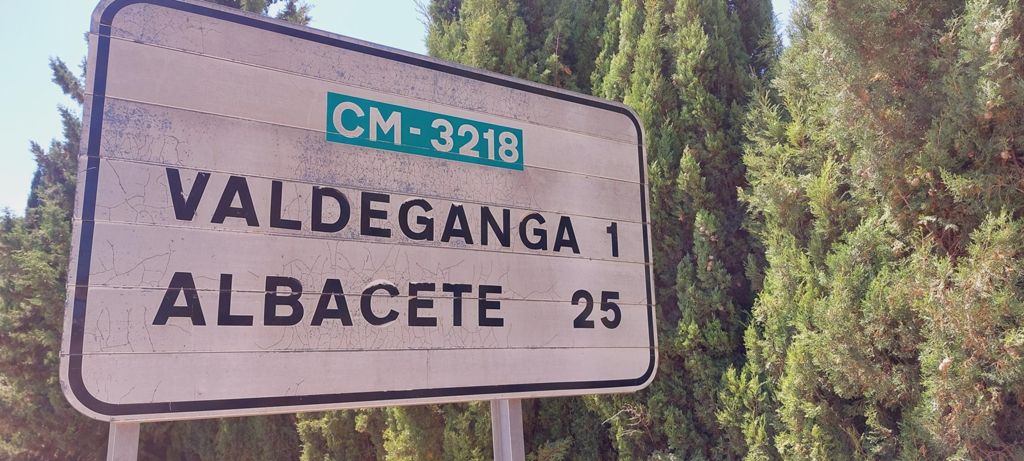 CM-3218
VALDEGANGA 1
ALBACETE 25